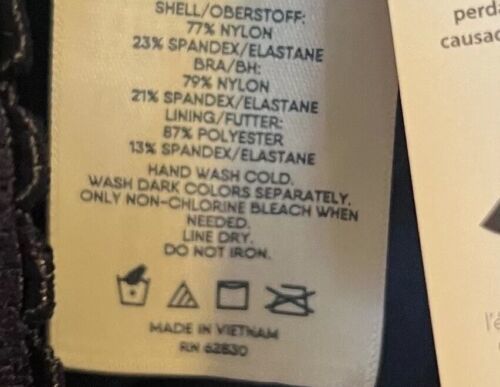 SHELL/OBERSTOFF:
77% NYLON
23% SPANDEX/ELASTANE
BRA/BH:
79% NYLON
21% SPANDEX/ELASTANE
LINING/FUTTER:
87% POLYESTER
13% SPANDEX/ELASTANE
HAND WASH COLD.
WASH DARK COLORS SEPARATELY.
ONLY NON-CHLORINE BLEACH WHEN
NEEDED.
LINE DRY.
DO NOT IRON.
MADE IN VIETNAM
RN 62830
perda
causad